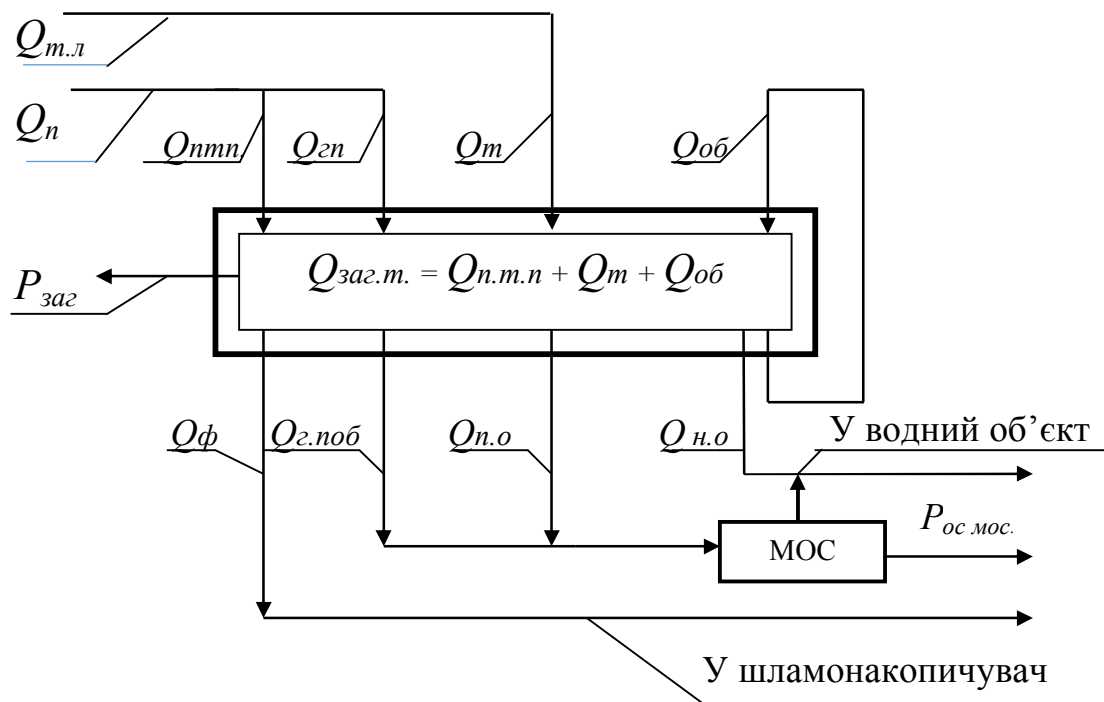 Qт.л
Qп
Qптп
Qгп
Qт
Qоб
Qзаг.т. = Qп.т.п + Qт + Qоб
Pзаг
Qф
Qг.поб
Qп.о
Q н.о
У водний об’єкт
Pос мос.
МОС
У шламонакопичувач